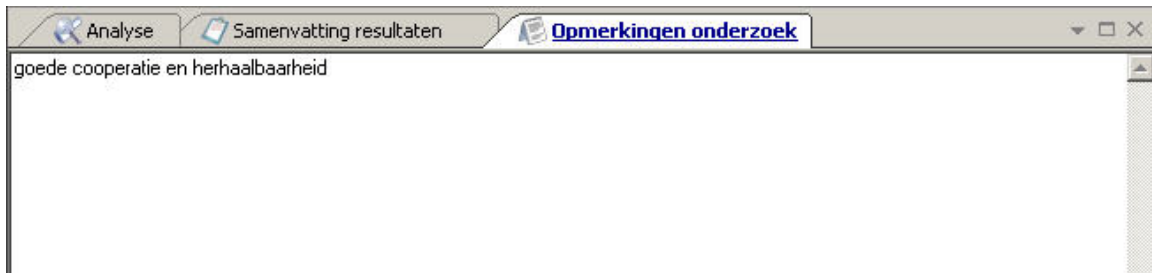 Analyse Samenvatting resultaten Opmerkingen onderzoek
goede cooperatie en herhaalbaarheid